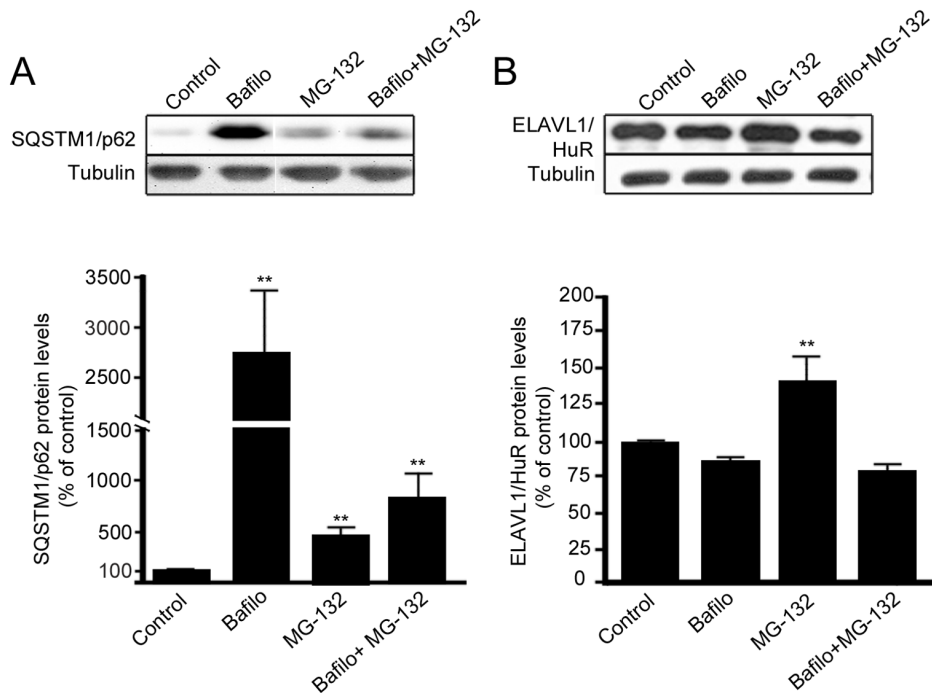 A
Control
Bafilo
MG-132
Bafilo+MG-132
SQSTM1/p62
Tubulin
SQSTM1/p62 protein levels
(% of control)
3500
3000
2500
1500
1000
500
100
**
**
**
Control
Bafilo
MG-132
Bafilo+ MG-132
B
Control
Bafilo
MG-132
Bafilo+MG-132
ELAVL1/
HuR
Tubulin
ELAVL1/HuR protein levels
(% of control)
200
175
150
125
100
75
50
25
0
**
Control
Bafilo
MG-132
Bafilo+MG-132